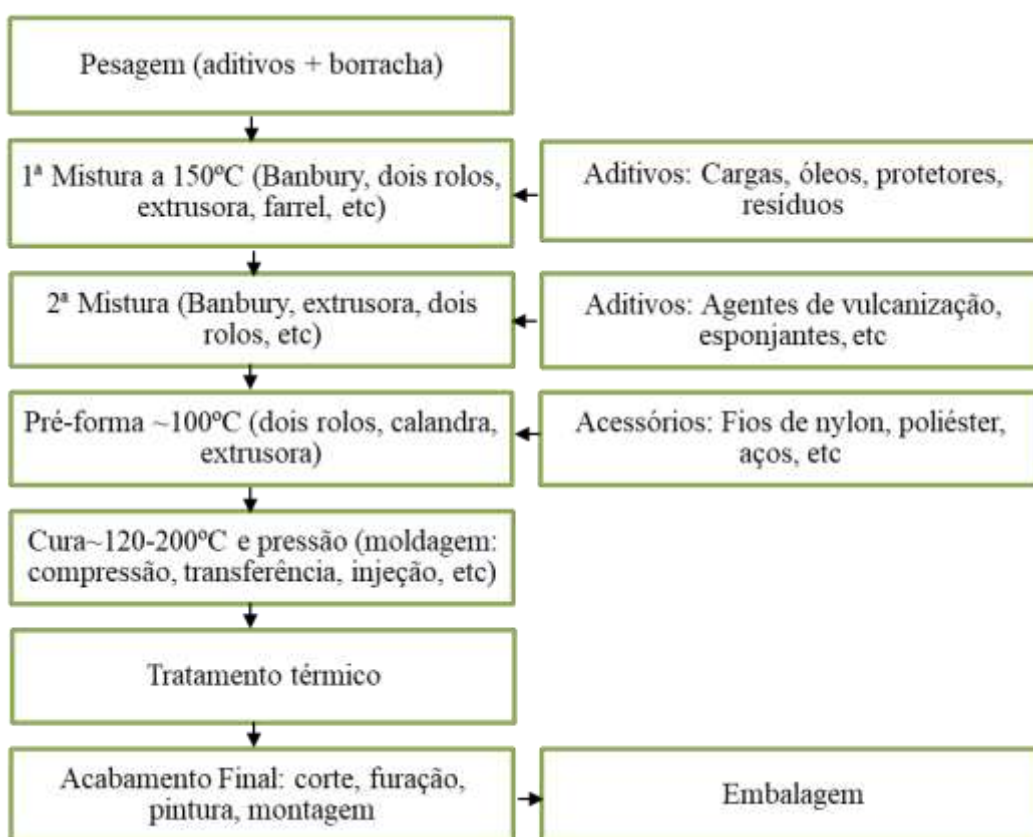 Pesagem (aditivos + borracha)
1ª Mistura a 150ºC (Banbury, dois rolos,
extrusora, farrel, etc)
Aditivos: Cargas, óleos, protetores,
resíduos
2ª Mistura (Banbury, extrusora, dois
rolos, etc)
Aditivos: Agentes de vulcanização,
esponjantes, etc
Pré-forma ~100ºC (dois rolos, calandra,
extrusora)
Acessórios: Fios de nylon, poliéster,
aços, etc
Cura~120-200ºC e pressão (moldagem:
compressão, transferência, injeção, etc)
Tratamento térmico
Acabamento Final: corte, furação,
pintura, montagem
Embalagem